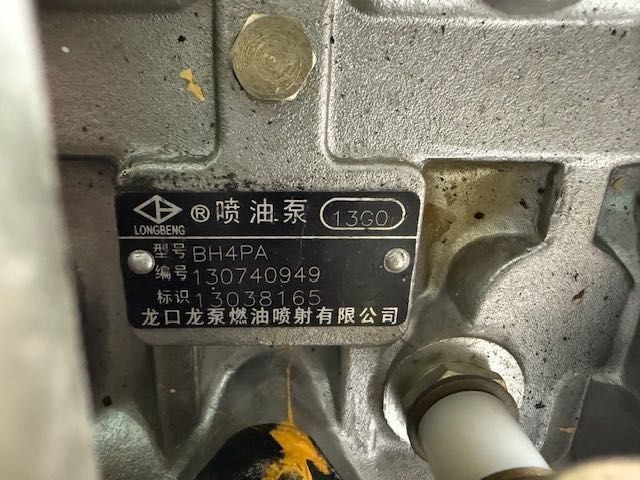 ® 喷油泵 13G0
LONGBENG
型号 BH4PA
编号 130740949
标识 13038165
龙口龙泵燃油喷射有限公司